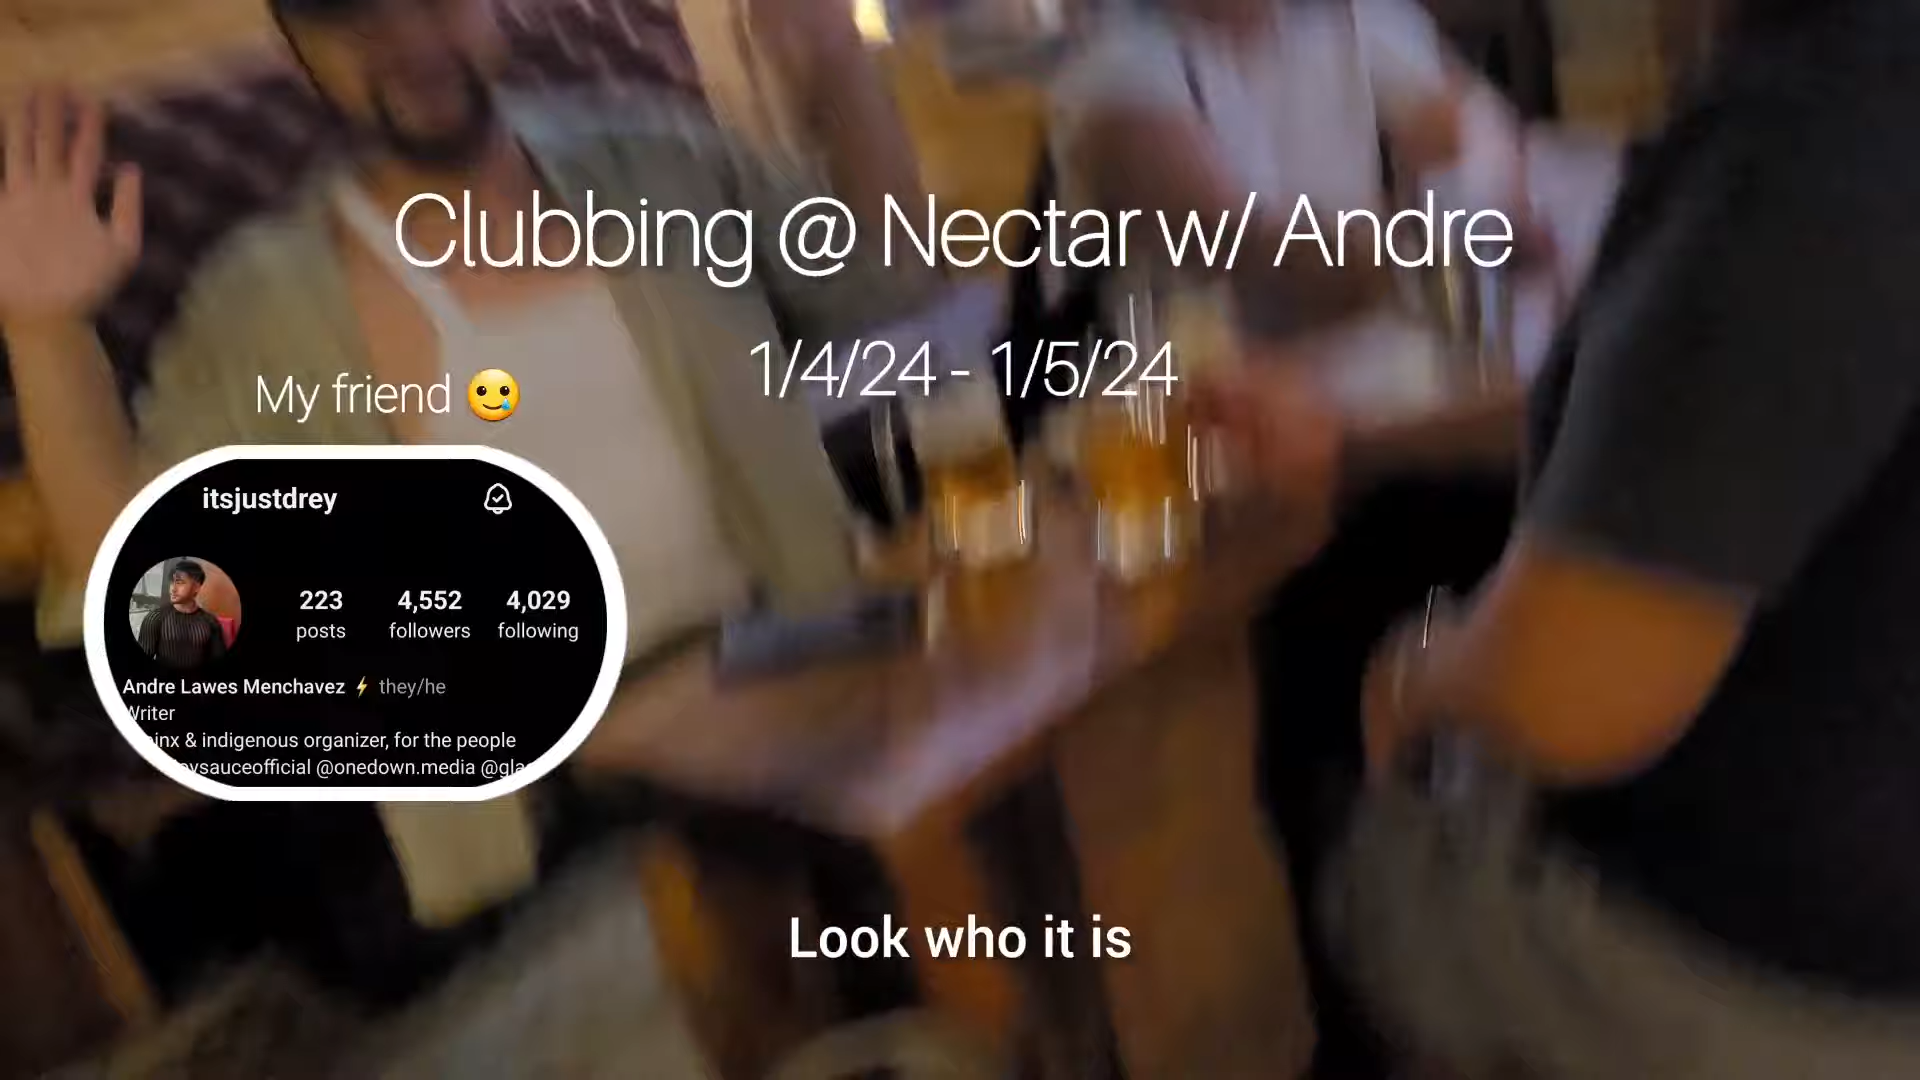 Clubbing @ Nectar w/ Andre
1/4/24 - 1/5/24
My friend 🥲
itsjustdrey
223 posts
4,552 followers
4,029 following
Andre Lawes Menchavez ⚡ they/he
Writer
& indigenous organizer, for the people
@onedown.media
Look who it is